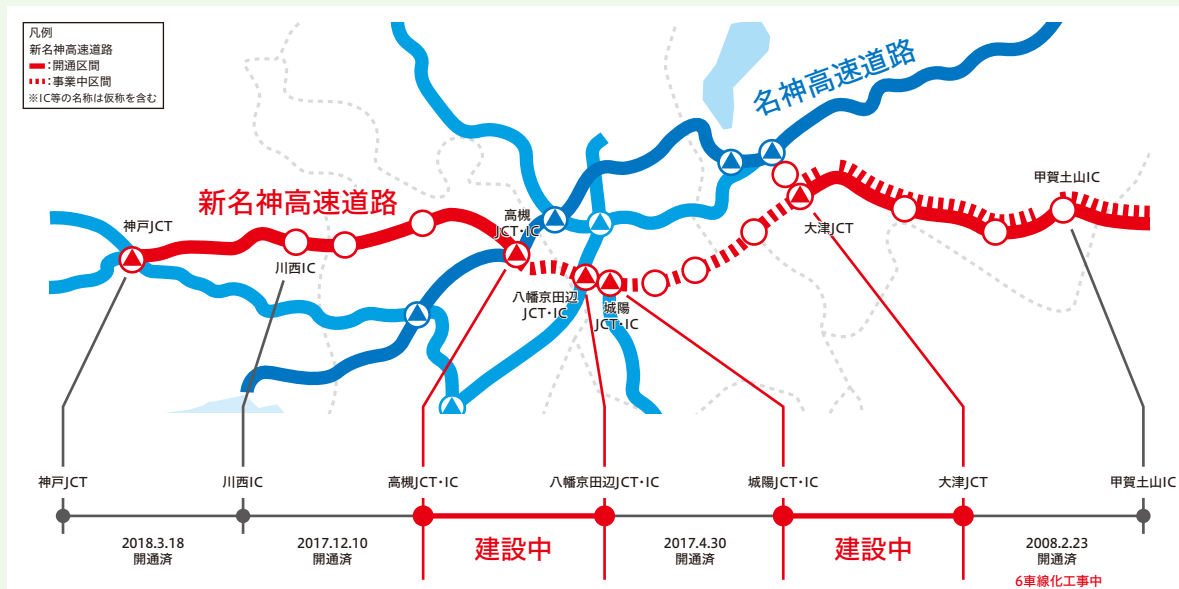 凡例
新名神高速道路
:開通区間
:事業中区間
※IC等の名称は仮称を含む
名神高速道路
新名神高速道路
神戸JCT
川西IC
高槻
JCT・IC
八幡京田辺
JCT・IC
城陽
JCT・IC
大津JCT
甲賀土山IC
神戸JCT
川西IC
高槻JCT・IC
八幡京田辺JCT・IC
城陽JCT・IC
大津JCT
甲賀土山IC
2018.3.18
開通済
2017.12.10
開通済
建設中
2017.4.30
開通済
建設中
2008.2.23
開通済
6車線化工事中